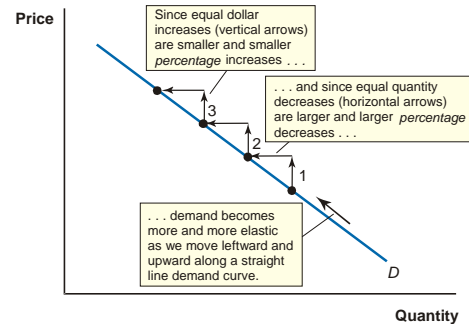 Price
Since equal dollar
increases (vertical arrows)
are smaller and smaller
percentage increases . . .
. . . and since equal quantity
decreases (horizontal arrows)
are larger and larger percentage
decreases . . .
3
2
1
. . . demand becomes
more and more elastic
as we move leftward and
upward along a straight
line demand curve.
D
Quantity